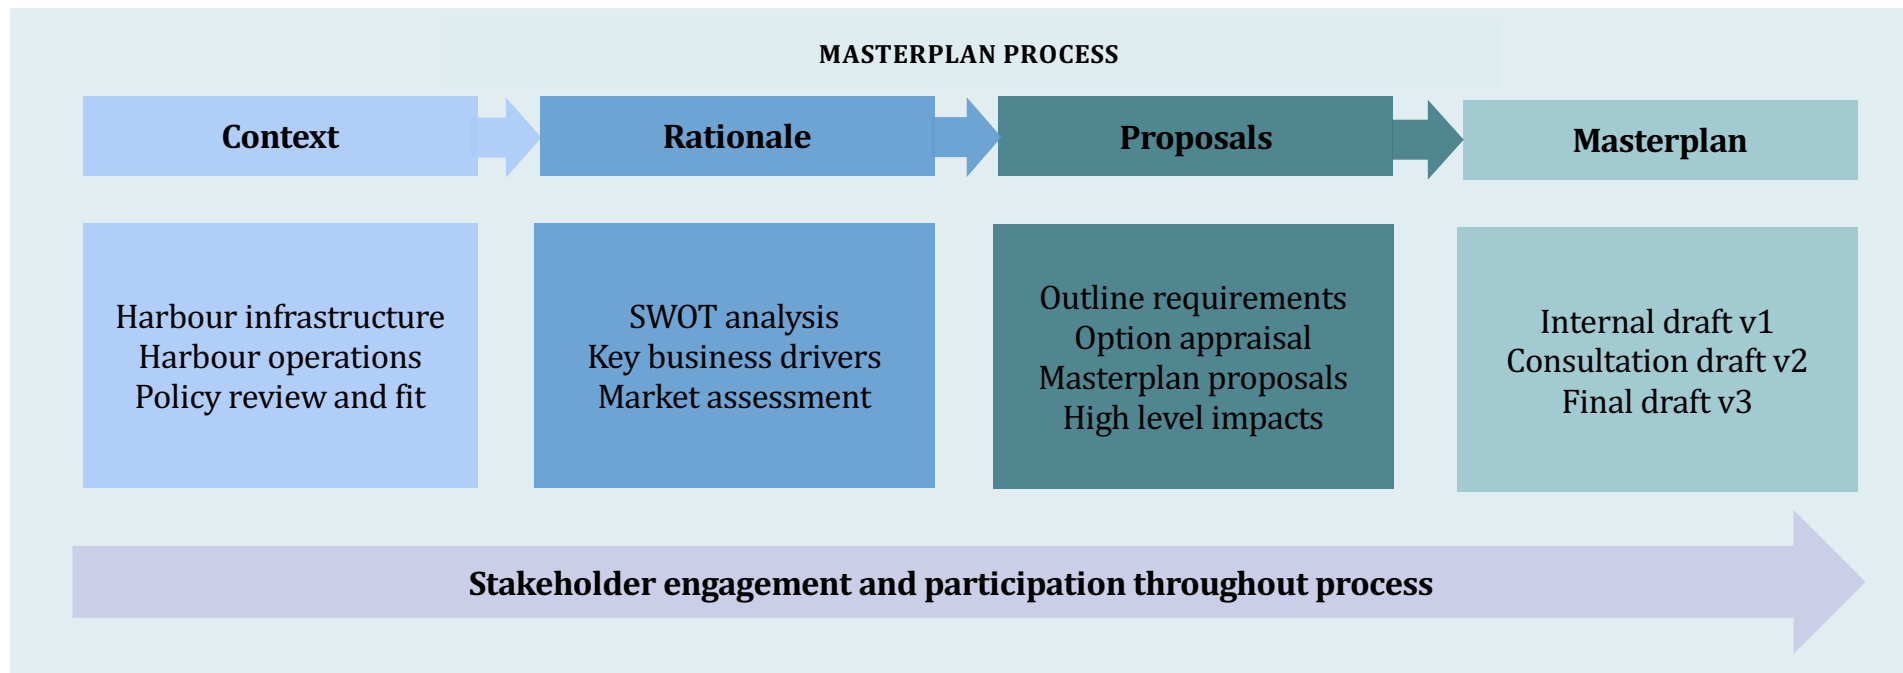 MASTERPLAN PROCESS
Context
Rationale
Proposals
Masterplan
Harbour infrastructure
Harbour operations
Policy review and fit
SWOT analysis
Key business drivers
Market assessment
Outline requirements
Option appraisal
Masterplan proposals
High level impacts
Internal draft v1
Consultation draft v2
Final draft v3
Stakeholder engagement and participation throughout process